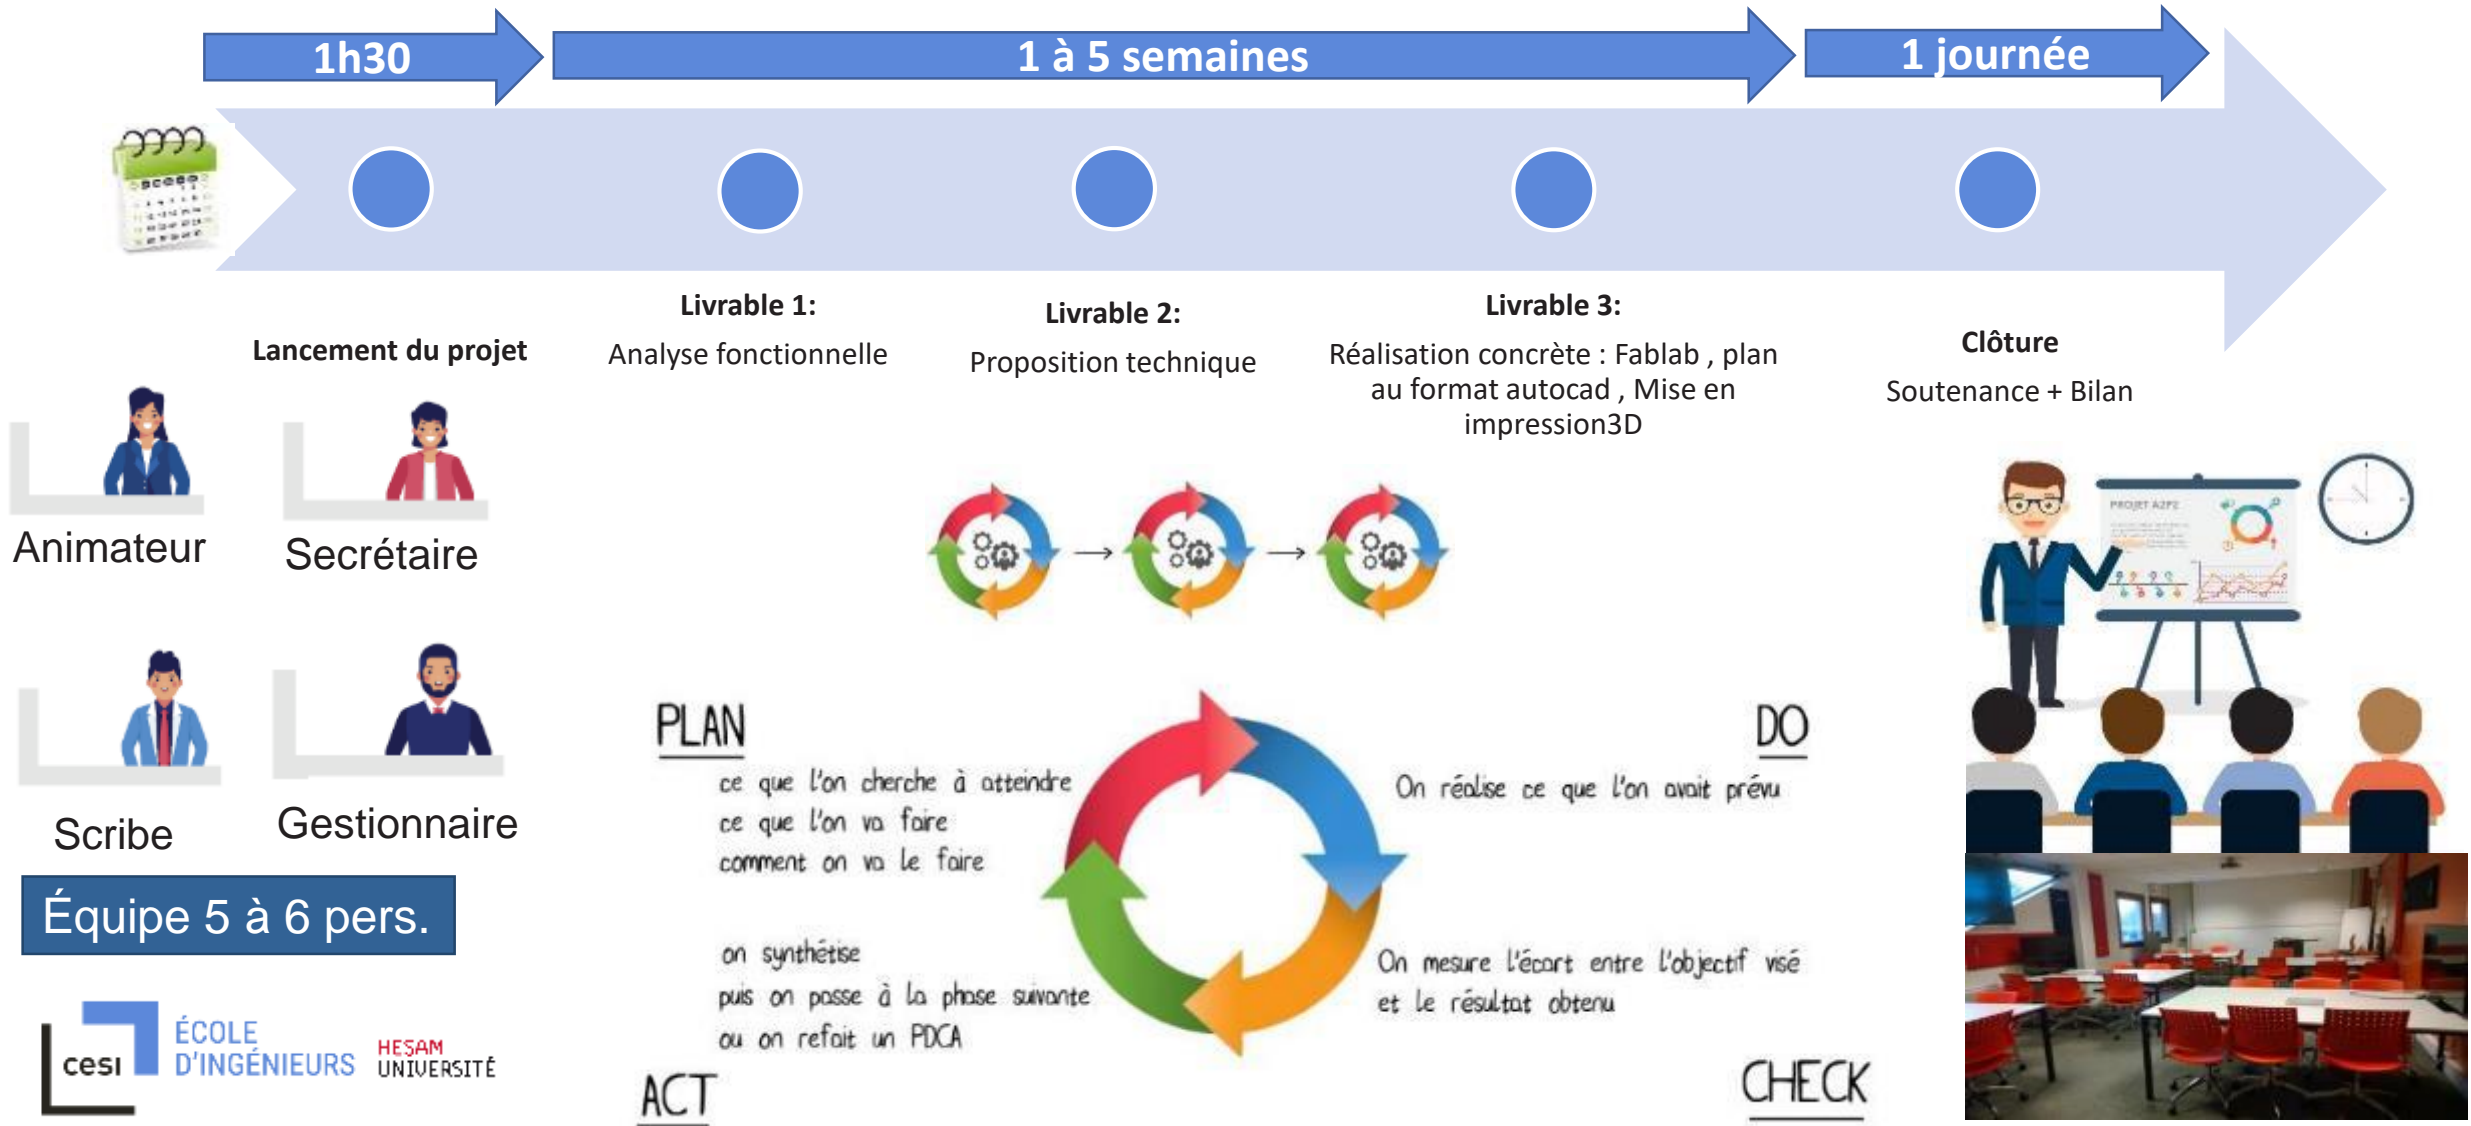 1h30
1 à 5 semaines
1 journée
Lancement du projet
Livrable 1:
Analyse fonctionnelle
Livrable 2:
Proposition technique
Livrable 3:
Réalisation concrète : Fablab , plan
au format autocad , Mise en
impression3D
Clôture
Soutenance + Bilan
Animateur
Secrétaire
Scribe
Gestionnaire
Équipe 5 à 6 pers.
cesi
ÉCOLE
D'INGÉNIEURS
HESAM
UNIVERSITÉ
PLAN
ce que l'on cherche à atteindre
ce que l'on va faire
comment on va le faire
DO
On réalise ce que l'on avait prévu
on synthétise
puis on passe à la phase suivante
ou on refait un PDCA
ACT
On mesure l'écart entre l'objectif visé
et le résultat obtenu
CHECK
PROJET A2P2